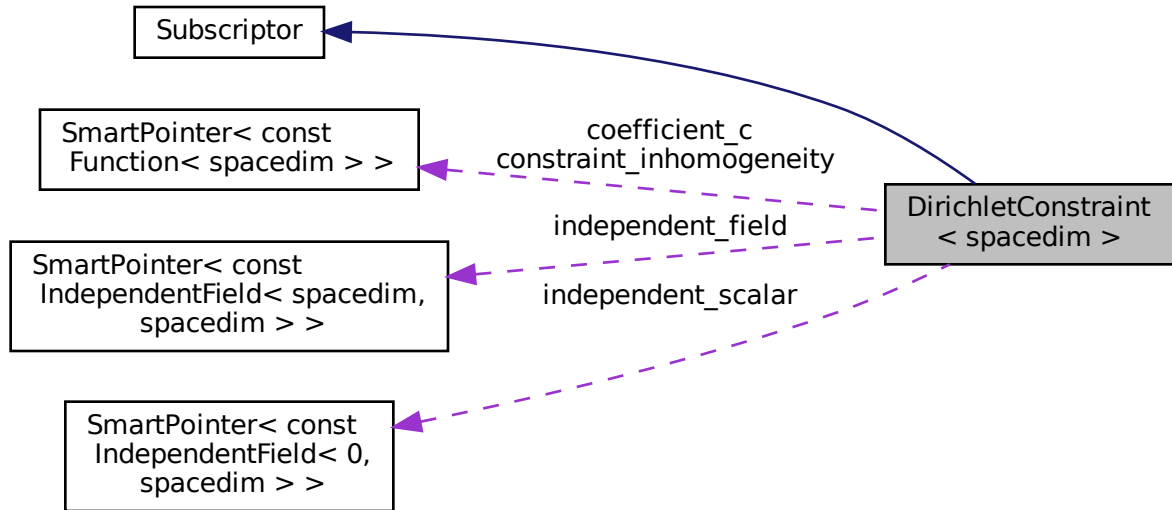 Subscriptor
SmartPointer< const
Function< spacedim > >
coefficient_c
constraint_inhomogeneity
DirichletConstraint
< spacedim >
independent_field
SmartPointer< const
IndependentField< spacedim,
spacedim > >
independent_scalar
SmartPointer< const
IndependentField< 0,
spacedim > >